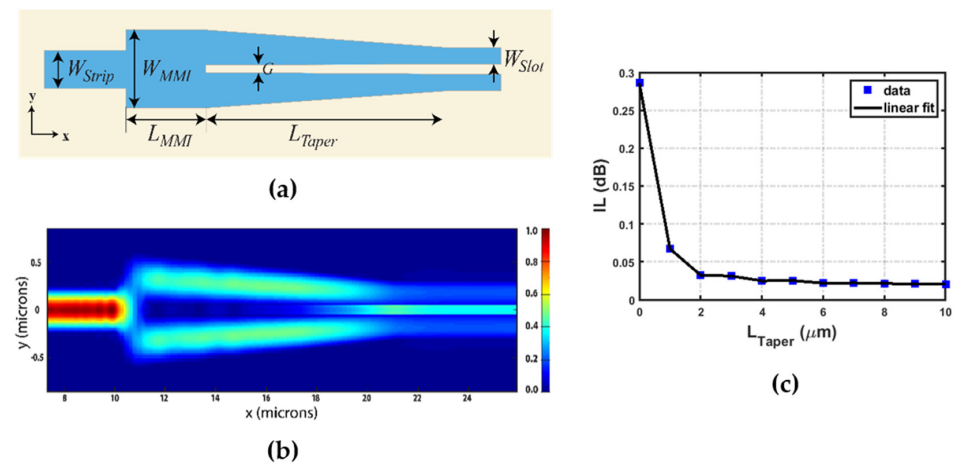 W_Strip
W_MMI
G
W_Slot
y
x
L_MMI
L_Taper
(a)
y (microns)
0.5
0
-0.5
8 10 12 14 16 18 20 22 24
x (microns)
1.0
0.8
0.6
0.4
0.2
0.0
(b)
IL (dB)
0.3
0.25
0.2
0.15
0.1
0.05
0
data
linear fit
0 2 4 6 8 10
L_Taper (μm)
(c)